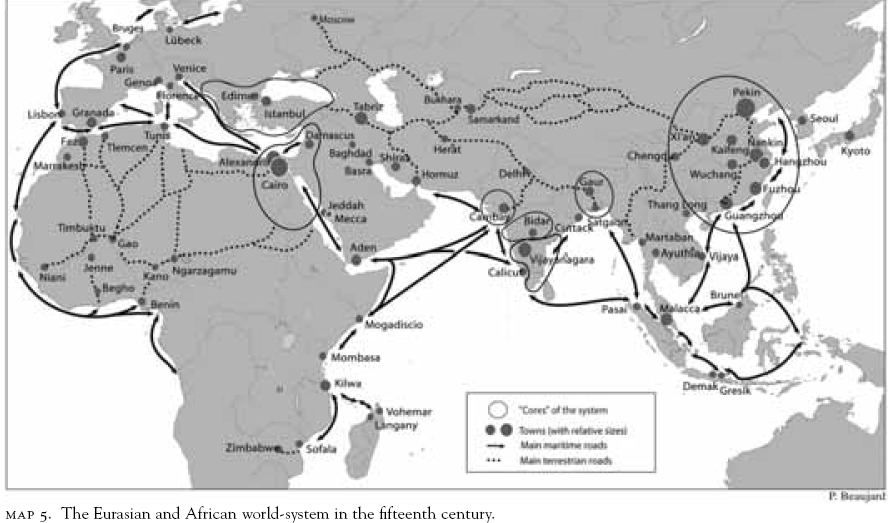 Moscow
Bruges
Lübeck
Paris
Venice
Genoa
Florence
Edirne
Istanbul
Tabriz
Bukhara
Samarkand
Pekin
Seoul
Kyoto
Lisbon
Granada
Tunis
Fez
Tlemcen
Marrakesh
Alexandria
Cairo
Damascus
Baghdad
Basra
Shiraz
Herat
Hormuz
Delhi
Xi'an
Kaifeng
Nankin
Hangzhou
Chengdu
Wuchang
Fuzhou
Guangzhou
Thang Long
Jeddah
Mecca
Cambay
Gaur
Satgaon
Bidar
Cuttack
Vijayanagara
Calicut
Martaban
Ayuthia
Vijaya
Timbuktu
Gao
Niani
Jenne
Kano
Ngarzagamu
Begho
Benin
Aden
Mogadiscio
Mombasa
Kilwa
Vohemar
Langany
Zimbabwe
Sofala
Pasai
Malacca
Brunei
Demak
Gresik
"Cores" of the system
Towns (with relative sizes)
Main maritime roads
Main terrestrian roads
P. Beaujard
MAP 5. The Eurasian and African world-system in the fifteenth century.